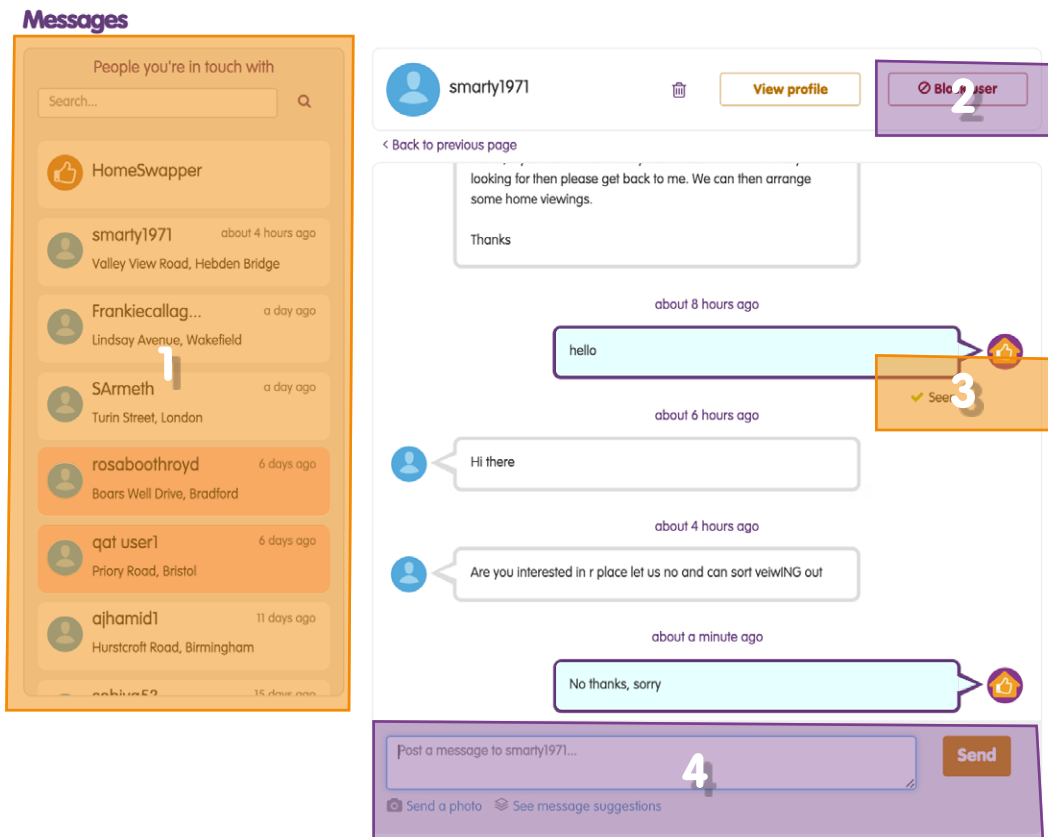 Messages
People you're in touch with
Search...
HomeSwapper
smarty1971 about 4 hours ago
Valley View Road, Hebden Bridge
Frankiecallag... a day ago
Lindsay Avenue, Wakefield
1
SArmeth a day ago
Turin Street, London
rosaboothroyd 6 days ago
Boars Well Drive, Bradford
qat user1 6 days ago
Priory Road, Bristol
ajhamid1 11 days ago
Hurstcroft Road, Birmingham
15 days ago
smarty1971
View profile
Block user
2
< Back to previous page
looking for then please get back to me. We can then arrange
some home viewings.
Thanks
about 8 hours ago
hello
Seen
3
about 6 hours ago
Hi there
about 4 hours ago
Are you interested in r place let us no and can sort veiwING out
about a minute ago
No thanks, sorry
Post a message to smarty1971...
4
Send
Send a photo See message suggestions